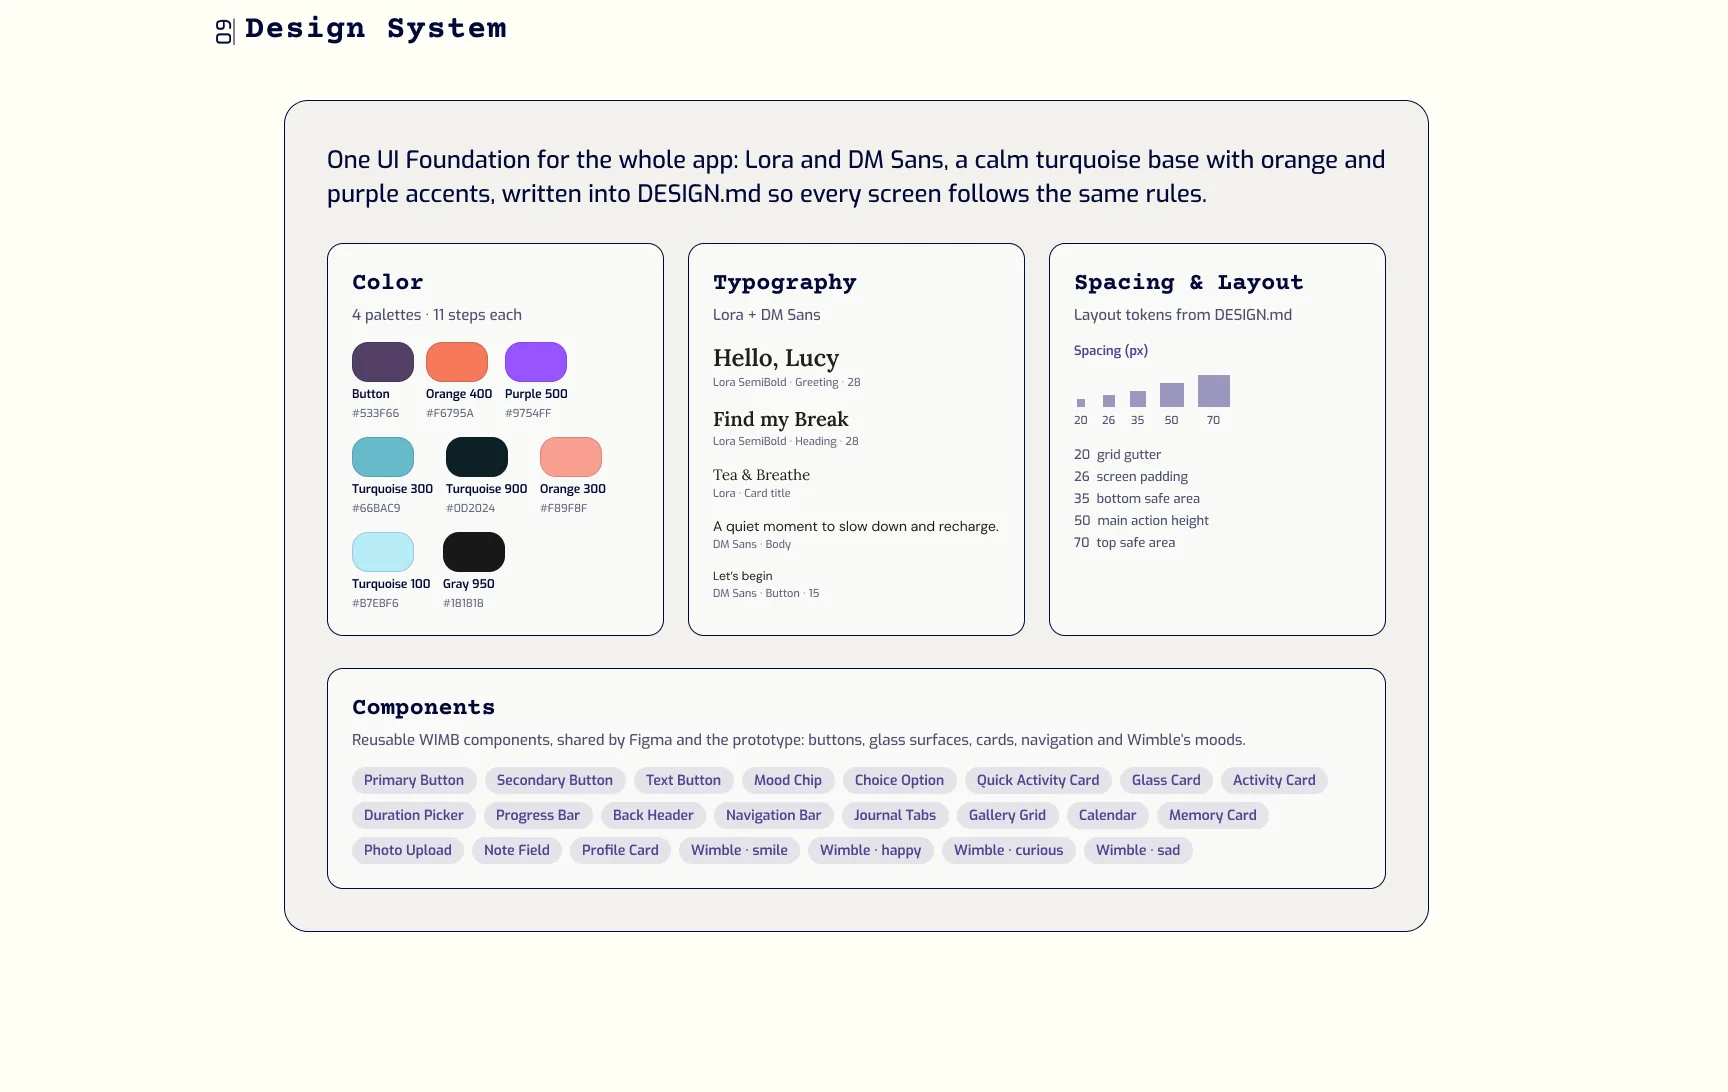 09 Design System
One UI Foundation for the whole app: Lora and DM Sans, a calm turquoise base with orange and
purple accents, written into DESIGN.md so every screen follows the same rules.
Color
4 palettes · 11 steps each
Button
#533F66
Orange 400
#F6795A
Purple 500
#9754FF
Turquoise 300
#66BAC9
Turquoise 900
#0D2024
Orange 300
#F89F8F
Turquoise 100
#B7EBF6
Gray 950
#181818
Typography
Lora + DM Sans
Hello, Lucy
Lora SemiBold · Greeting · 28
Find my Break
Lora SemiBold · Heading · 28
Tea & Breathe
Lora · Card title
A quiet moment to slow down and recharge.
DM Sans · Body
Let's begin
DM Sans · Button · 15
Spacing & Layout
Layout tokens from DESIGN.md
Spacing (px)
20 26 35 50 70
20 grid gutter
26 screen padding
35 bottom safe area
50 main action height
70 top safe area
Components
Reusable WIMB components, shared by Figma and the prototype: buttons, glass surfaces, cards, navigation and Wimble's moods.
Primary Button Secondary Button Text Button Mood Chip Choice Option Quick Activity Card Glass Card Activity Card
Duration Picker Progress Bar Back Header Navigation Bar Journal Tabs Gallery Grid Calendar Memory Card
Photo Upload Note Field Profile Card Wimble · smile Wimble · happy Wimble · curious Wimble · sad